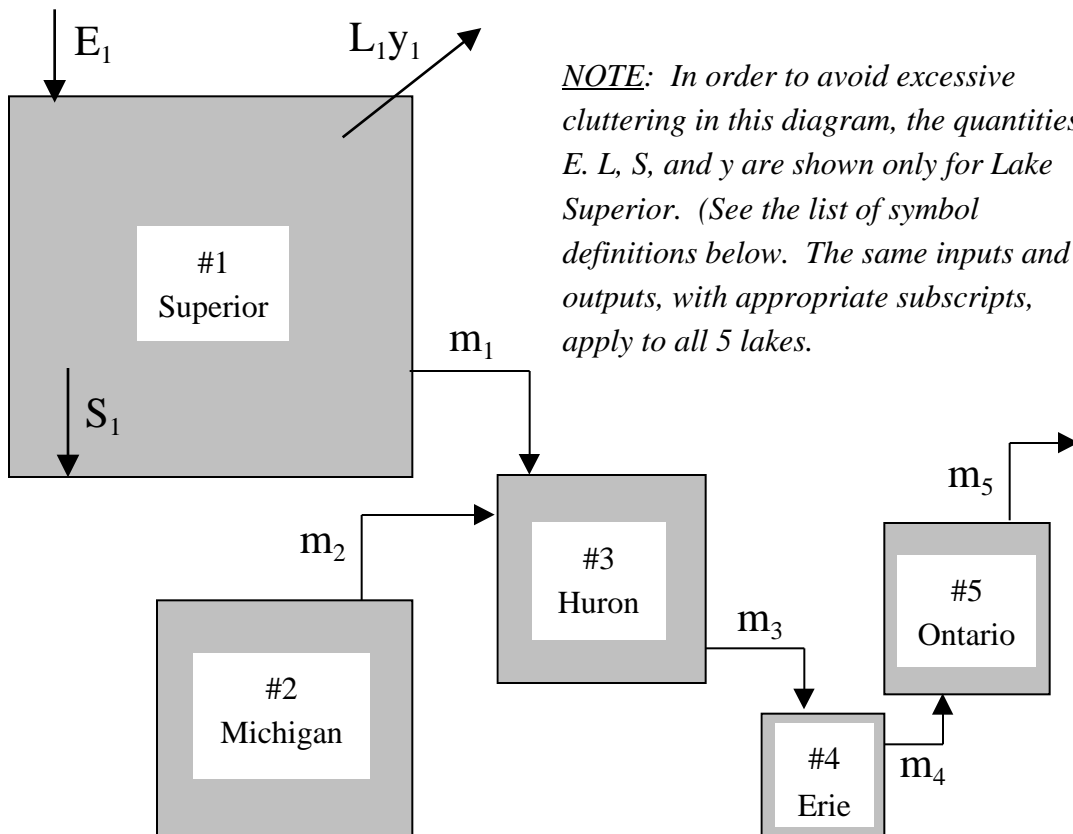 E₁
L₁y₁
NOTE: In order to avoid excessive
cluttering in this diagram, the quantities
E. L, S, and y are shown only for Lake
Superior. (See the list of symbol
definitions below. The same inputs and
outputs, with appropriate subscripts,
apply to all 5 lakes.
#1
Superior
m₁
S₁
m₂
#3
Huron
m₅
#5
Ontario
m₃
#2
Michigan
#4
Erie
m₄